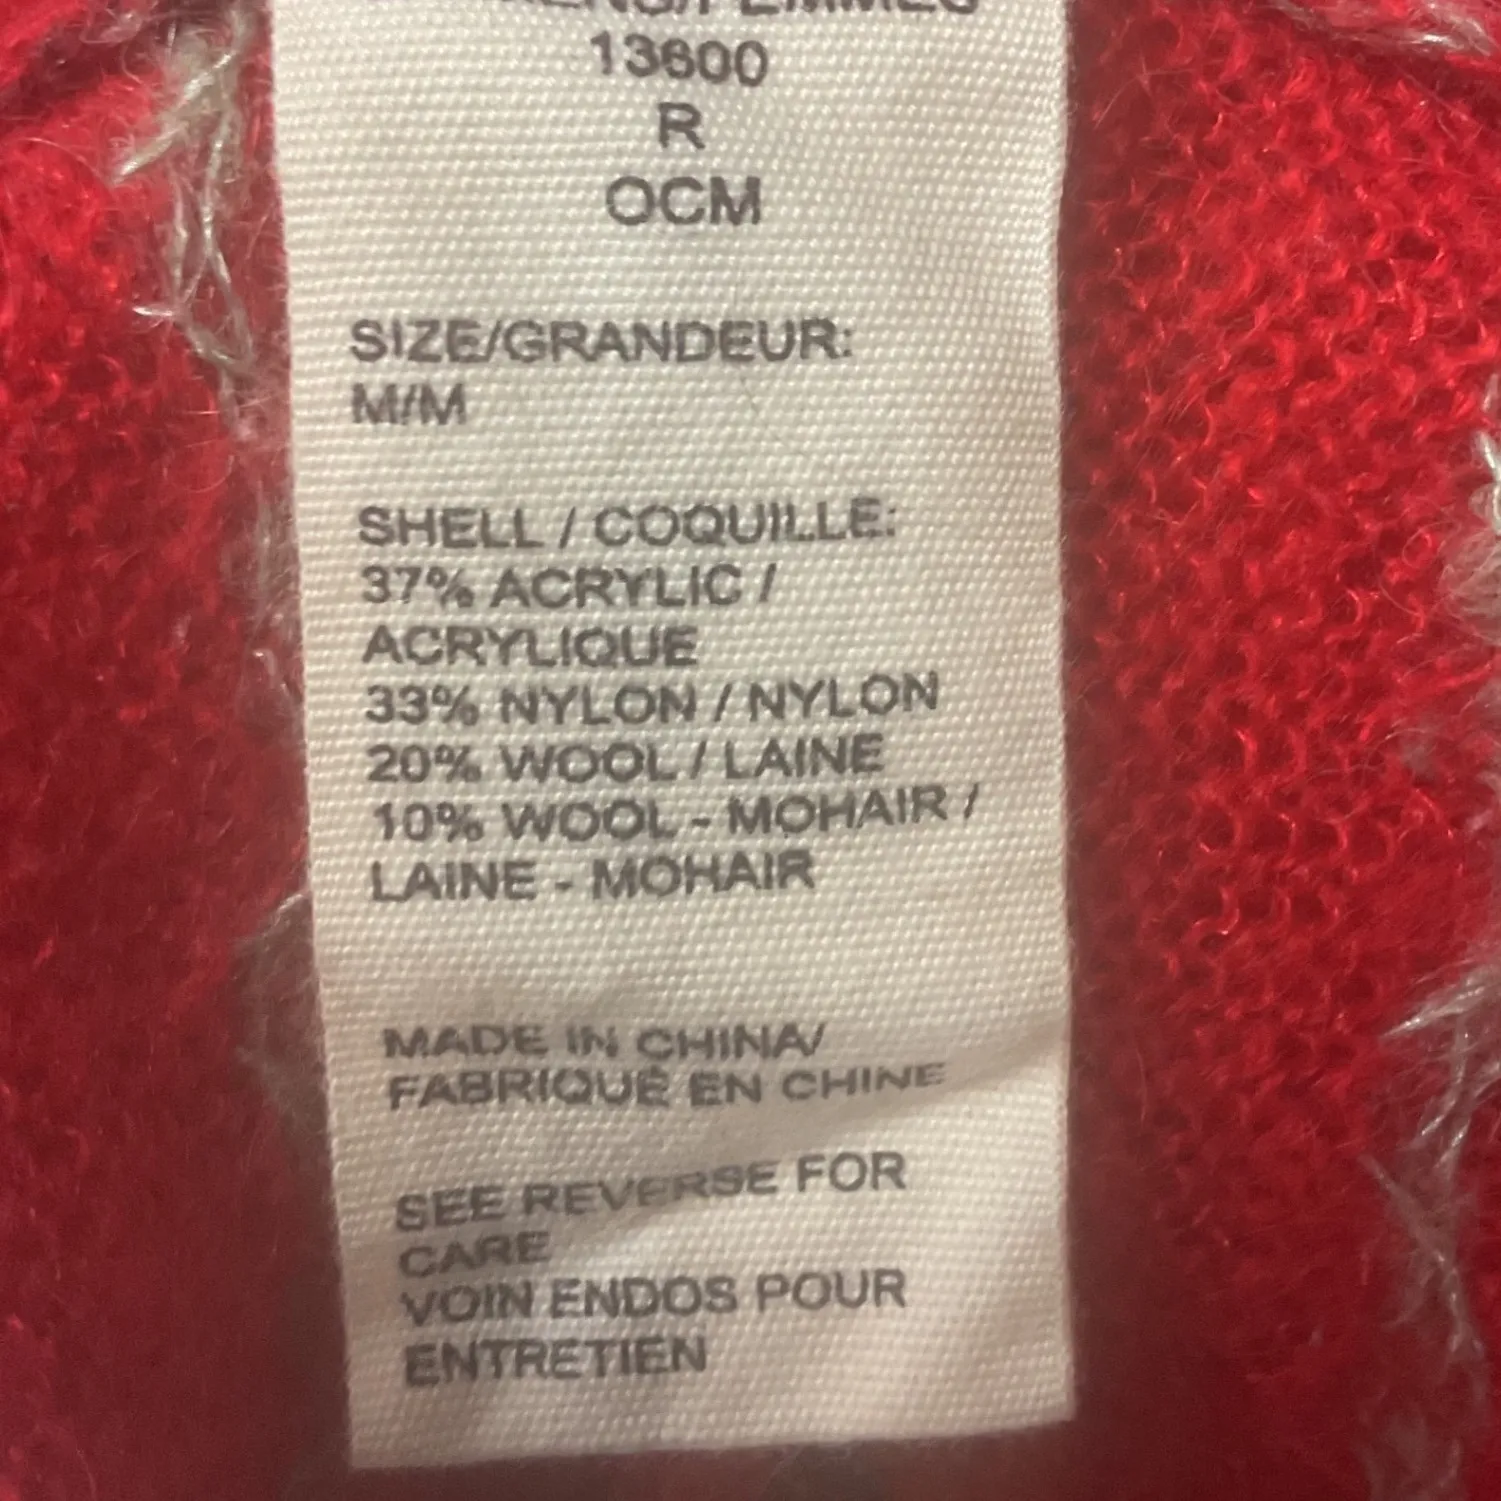 13600
R
OCM
SIZE/GRANDEUR:
M/M
SHELL / COQUILLE:
37% ACRYLIC /
ACRYLIQUE
33% NYLON / NYLON
20% WOOL / LAINE
10% WOOL - MOHAIR /
LAINE - MOHAIR
MADE IN CHINA/
FABRIQUÉ EN CHINE
SEE REVERSE FOR
CARE
VOIN ENDOS POUR
ENTRETIEN